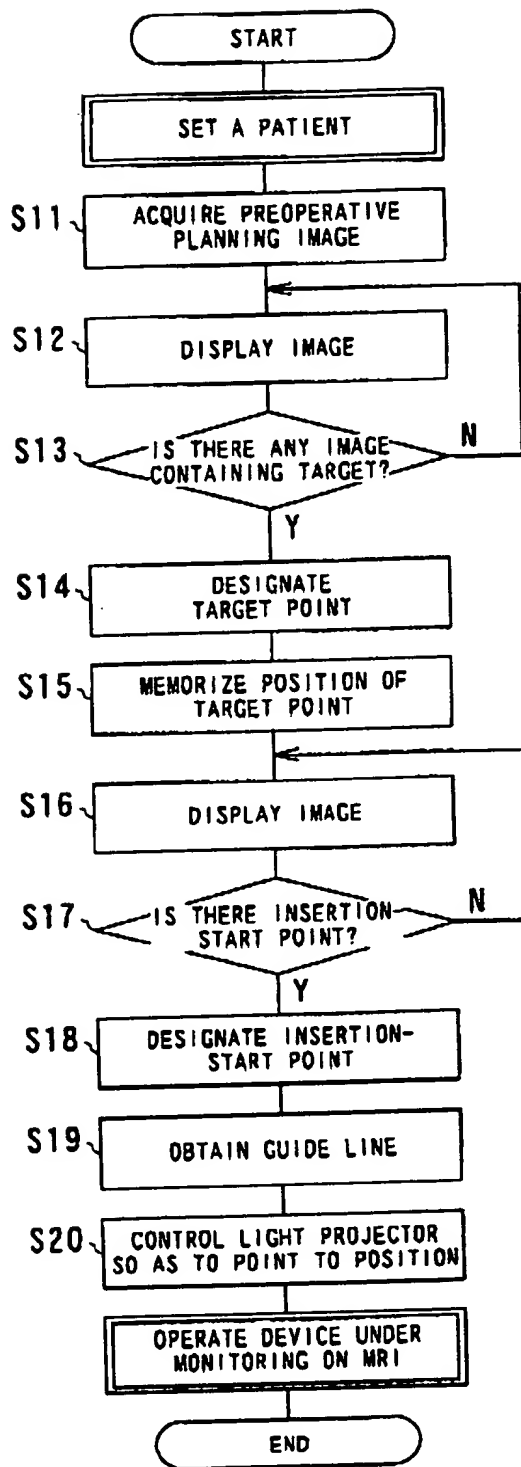 START
SET A PATIENT
S11
ACQUIRE PREOPERATIVE
PLANNING IMAGE
S12
DISPLAY IMAGE
S13
IS THERE ANY IMAGE
CONTAINING TARGET?
N
Y
S14
DESIGNATE
TARGET POINT
S15
MEMORIZE POSITION OF
TARGET POINT
S16
DISPLAY IMAGE
S17
IS THERE INSERTION
START POINT?
N
Y
S18
DESIGNATE INSERTION-
START POINT
S19
OBTAIN GUIDE LINE
S20
CONTROL LIGHT PROJECTOR
SO AS TO POINT TO POSITION
OPERATE DEVICE UNDER
MONITORING ON MRI
END